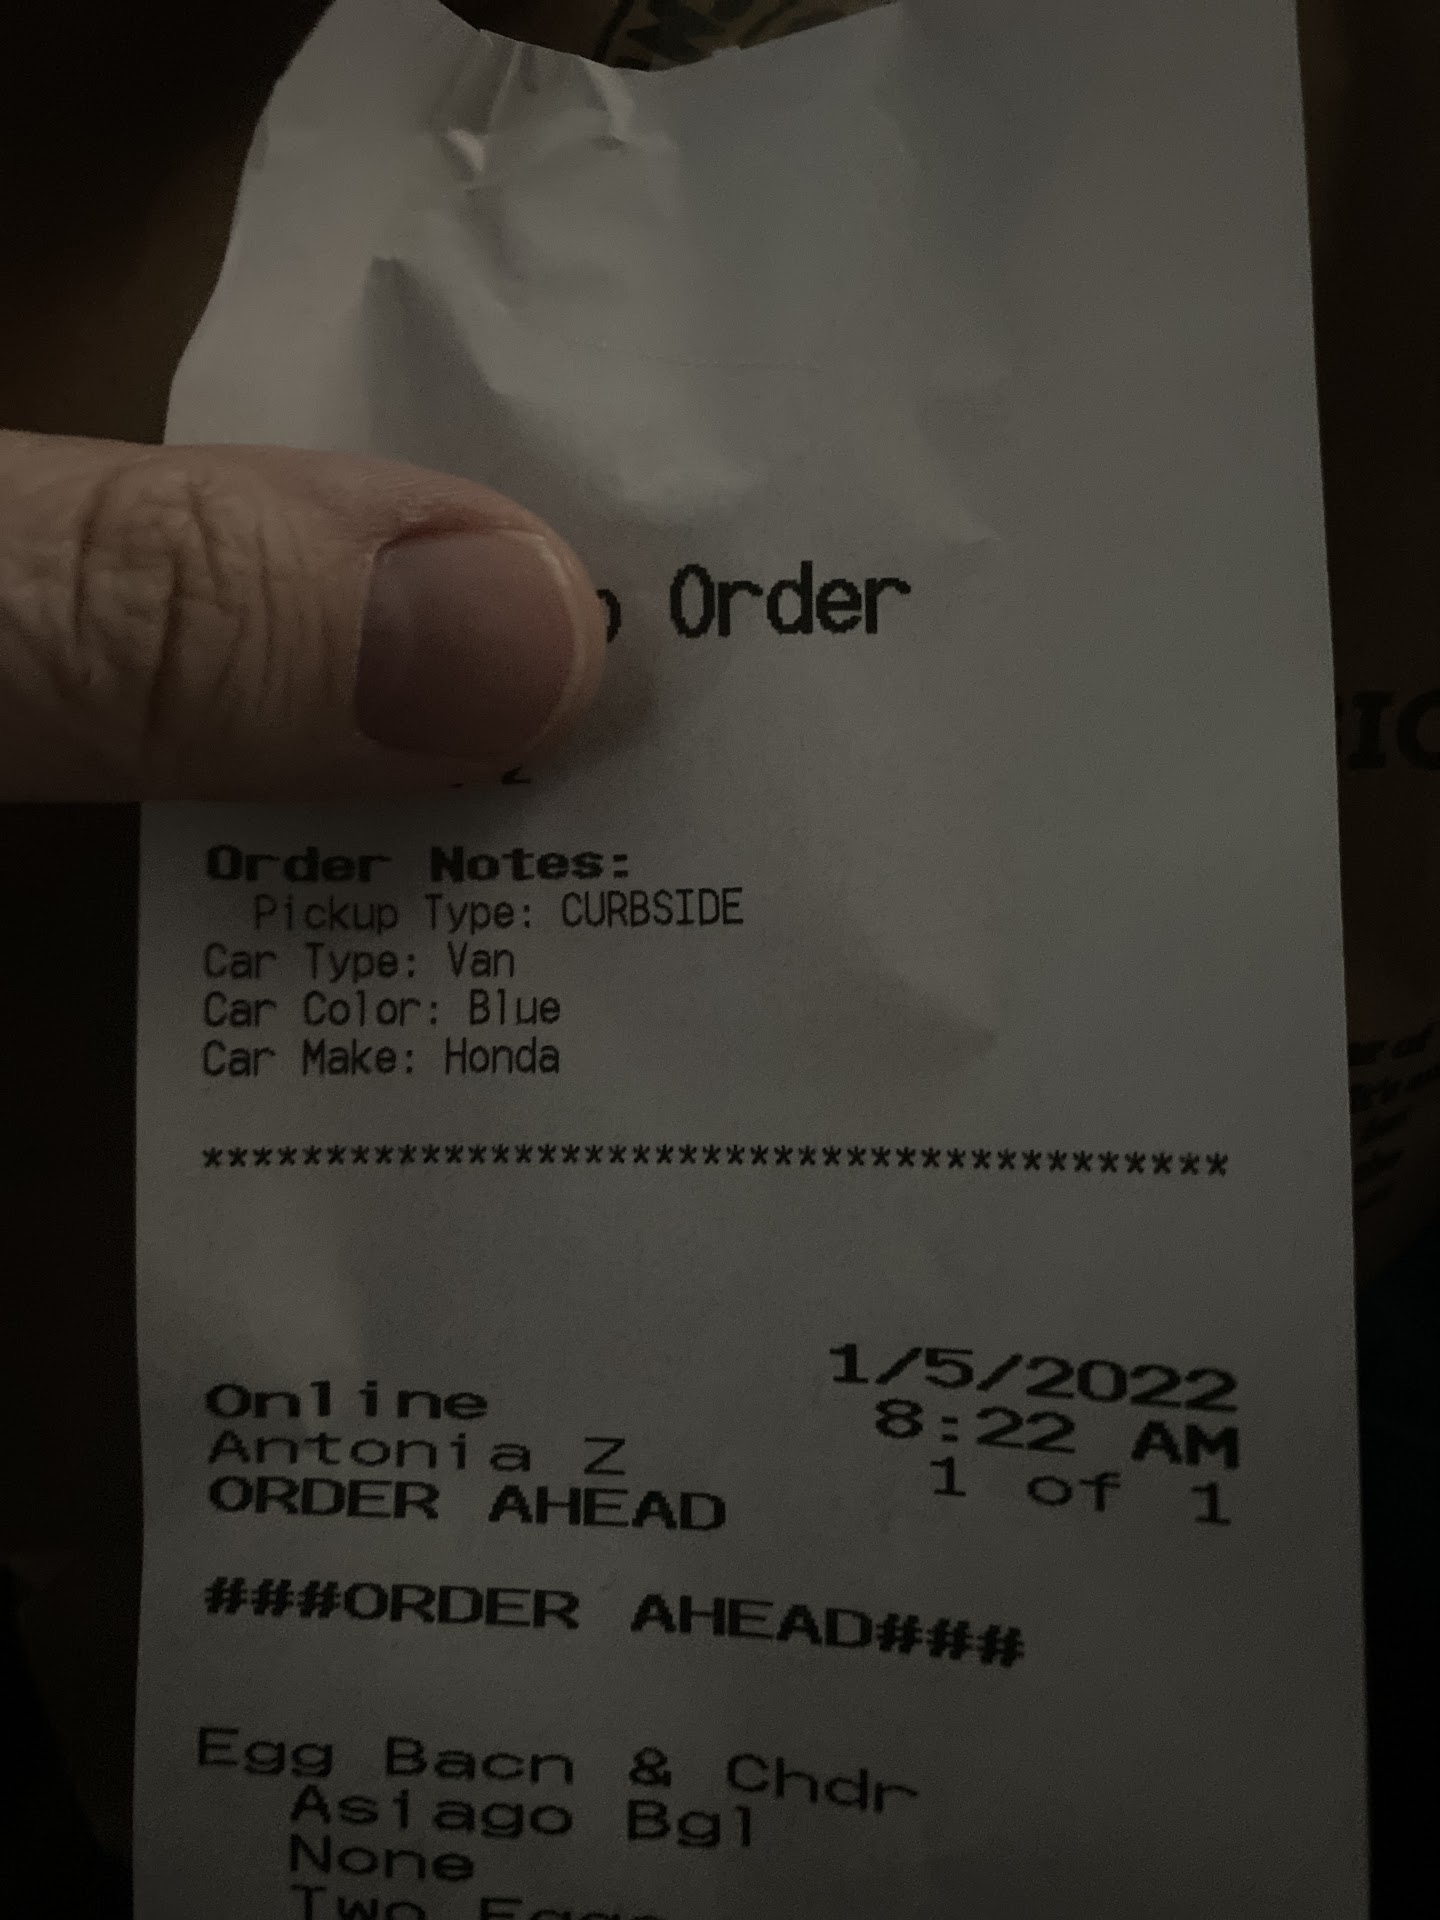 Order
Order Notes:
Pickup Type: CURBSIDE
Car Type: Van
Car Color: Blue
Car Make: Honda
*******************************************
1/5/2022
Online
8:22 AM
Antonia Z
1 of 1
ORDER AHEAD
###ORDER AHEAD###
Egg Bacn & Chdr
Asiago Bgl
None
Two